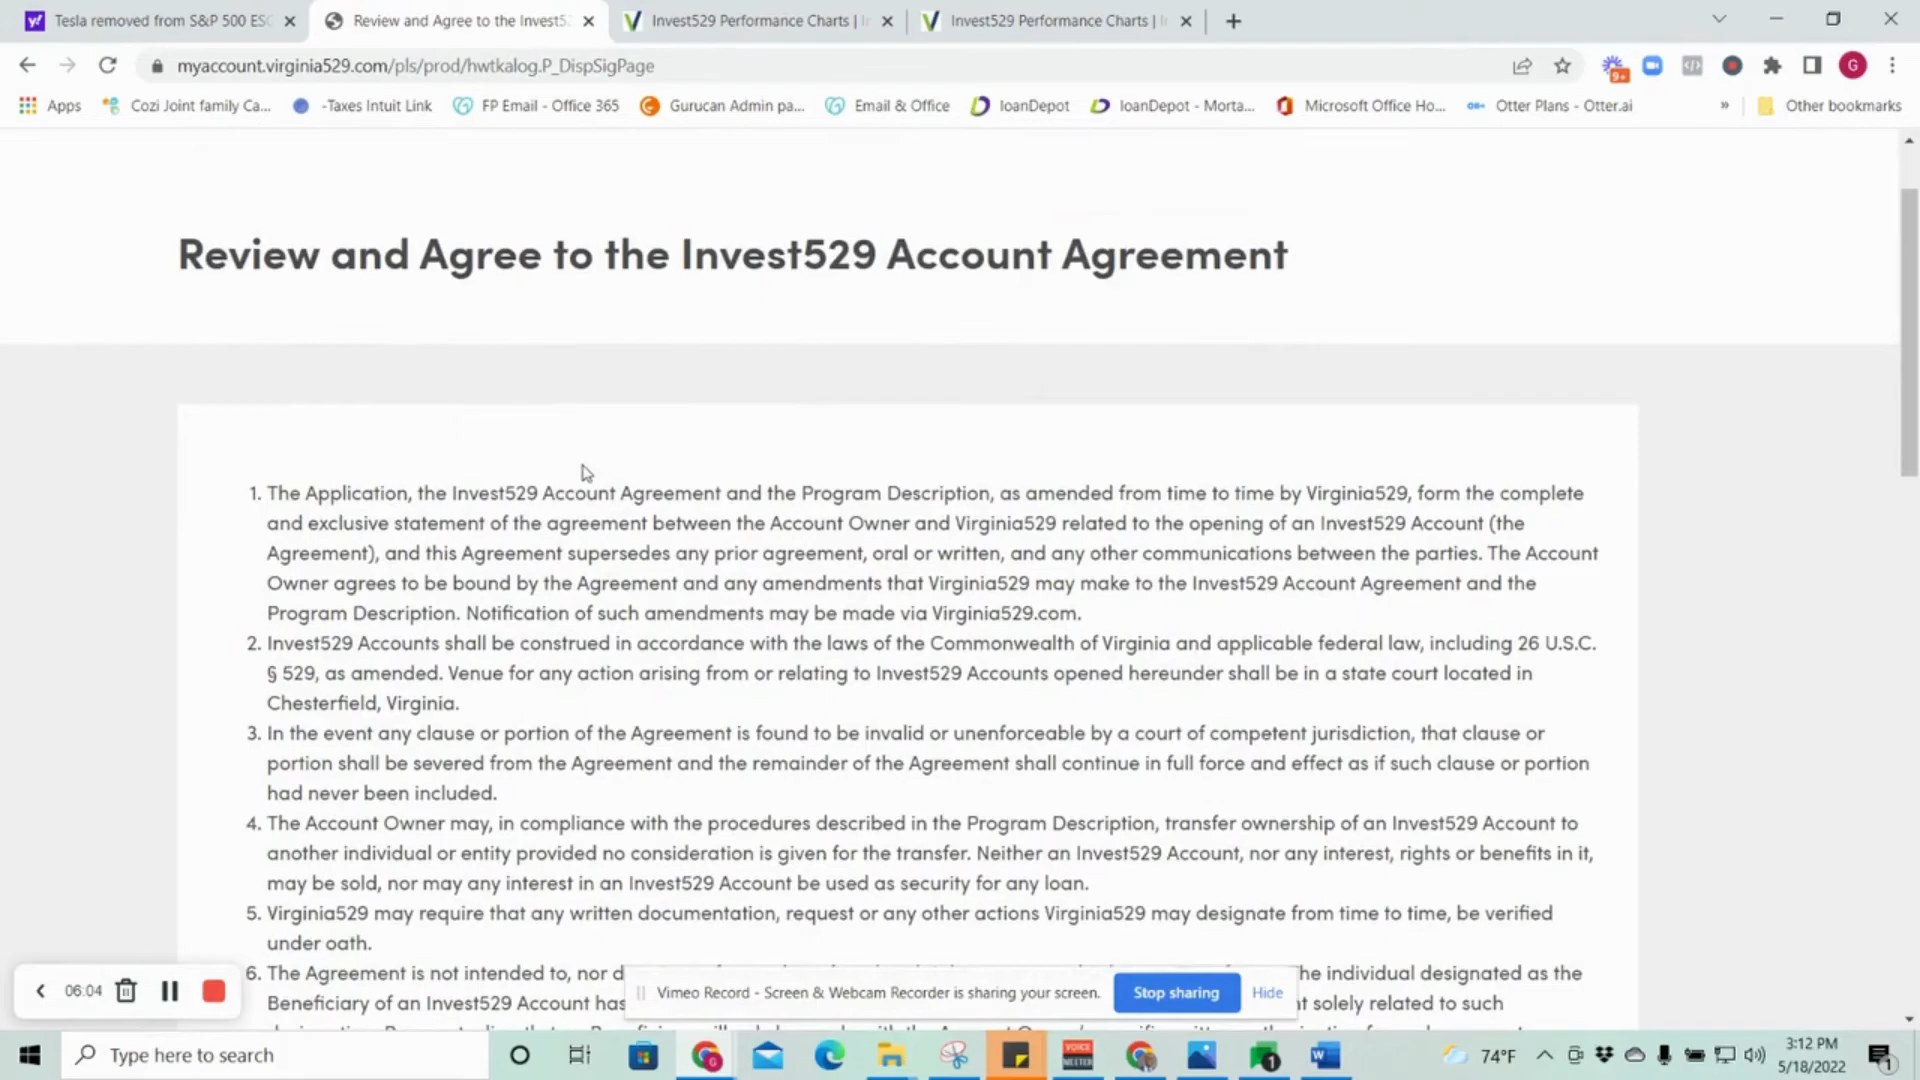 Tesla removed from S&P 500 ESG
Review and Agree to the Invest52
Invest529 Performance Charts |
Invest529 Performance Charts |
myaccount.virginia529.com/pls/prod/hwtkalog.P_DispSigPage
9+
G
Apps
Cozi Joint family Ca...
-Taxes Intuit Link
FP Email - Office 365
Gurucan Admin pa...
Email & Office
loanDepot
loanDepot - Morta...
Microsoft Office Ho...
Otter Plans - Otter.ai
»
Other bookmarks
Review and Agree to the Invest529 Account Agreement
1. The Application, the Invest529 Account Agreement and the Program Description, as amended from time to time by Virginia529, form the complete
and exclusive statement of the agreement between the Account Owner and Virginia529 related to the opening of an Invest529 Account (the
Agreement), and this Agreement supersedes any prior agreement, oral or written, and any other communications between the parties. The Account
Owner agrees to be bound by the Agreement and any amendments that Virginia529 may make to the Invest529 Account Agreement and the
Program Description. Notification of such amendments may be made via Virginia529.com.
2. Invest529 Accounts shall be construed in accordance with the laws of the Commonwealth of Virginia and applicable federal law, including 26 U.S.C.
§ 529, as amended. Venue for any action arising from or relating to Invest529 Accounts opened hereunder shall be in a state court located in
Chesterfield, Virginia.
3. In the event any clause or portion of the Agreement is found to be invalid or unenforceable by a court of competent jurisdiction, that clause or
portion shall be severed from the Agreement and the remainder of the Agreement shall continue in full force and effect as if such clause or portion
had never been included.
4. The Account Owner may, in compliance with the procedures described in the Program Description, transfer ownership of an Invest529 Account to
another individual or entity provided no consideration is given for the transfer. Neither an Invest529 Account, nor any interest, rights or benefits in it,
may be sold, nor may any interest in an Invest529 Account be used as security for any loan.
5. Virginia529 may require that any written documentation, request or any other actions Virginia529 may designate from time to time, be verified
under oath.
6. The Agreement is not intended to, nor d
he individual designated as the
Beneficiary of an Invest529 Account has
t solely related to such
06:04
Vimeo Record - Screen & Webcam Recorder is sharing your screen.
Stop sharing
Hide
Type here to search
VOICE
MEETER
1
W
74°F
3:12 PM
5/18/2022
1